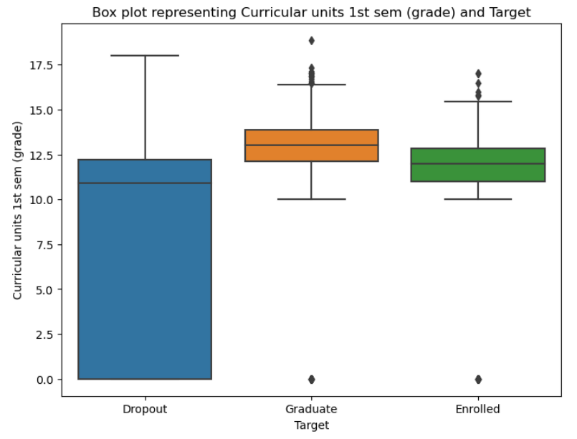 Box plot representing Curricular units 1st sem (grade) and Target
Curricular units 1st sem (grade)
17.5
15.0
12.5
10.0
7.5
5.0
2.5
0.0
Dropout Graduate Enrolled
Target